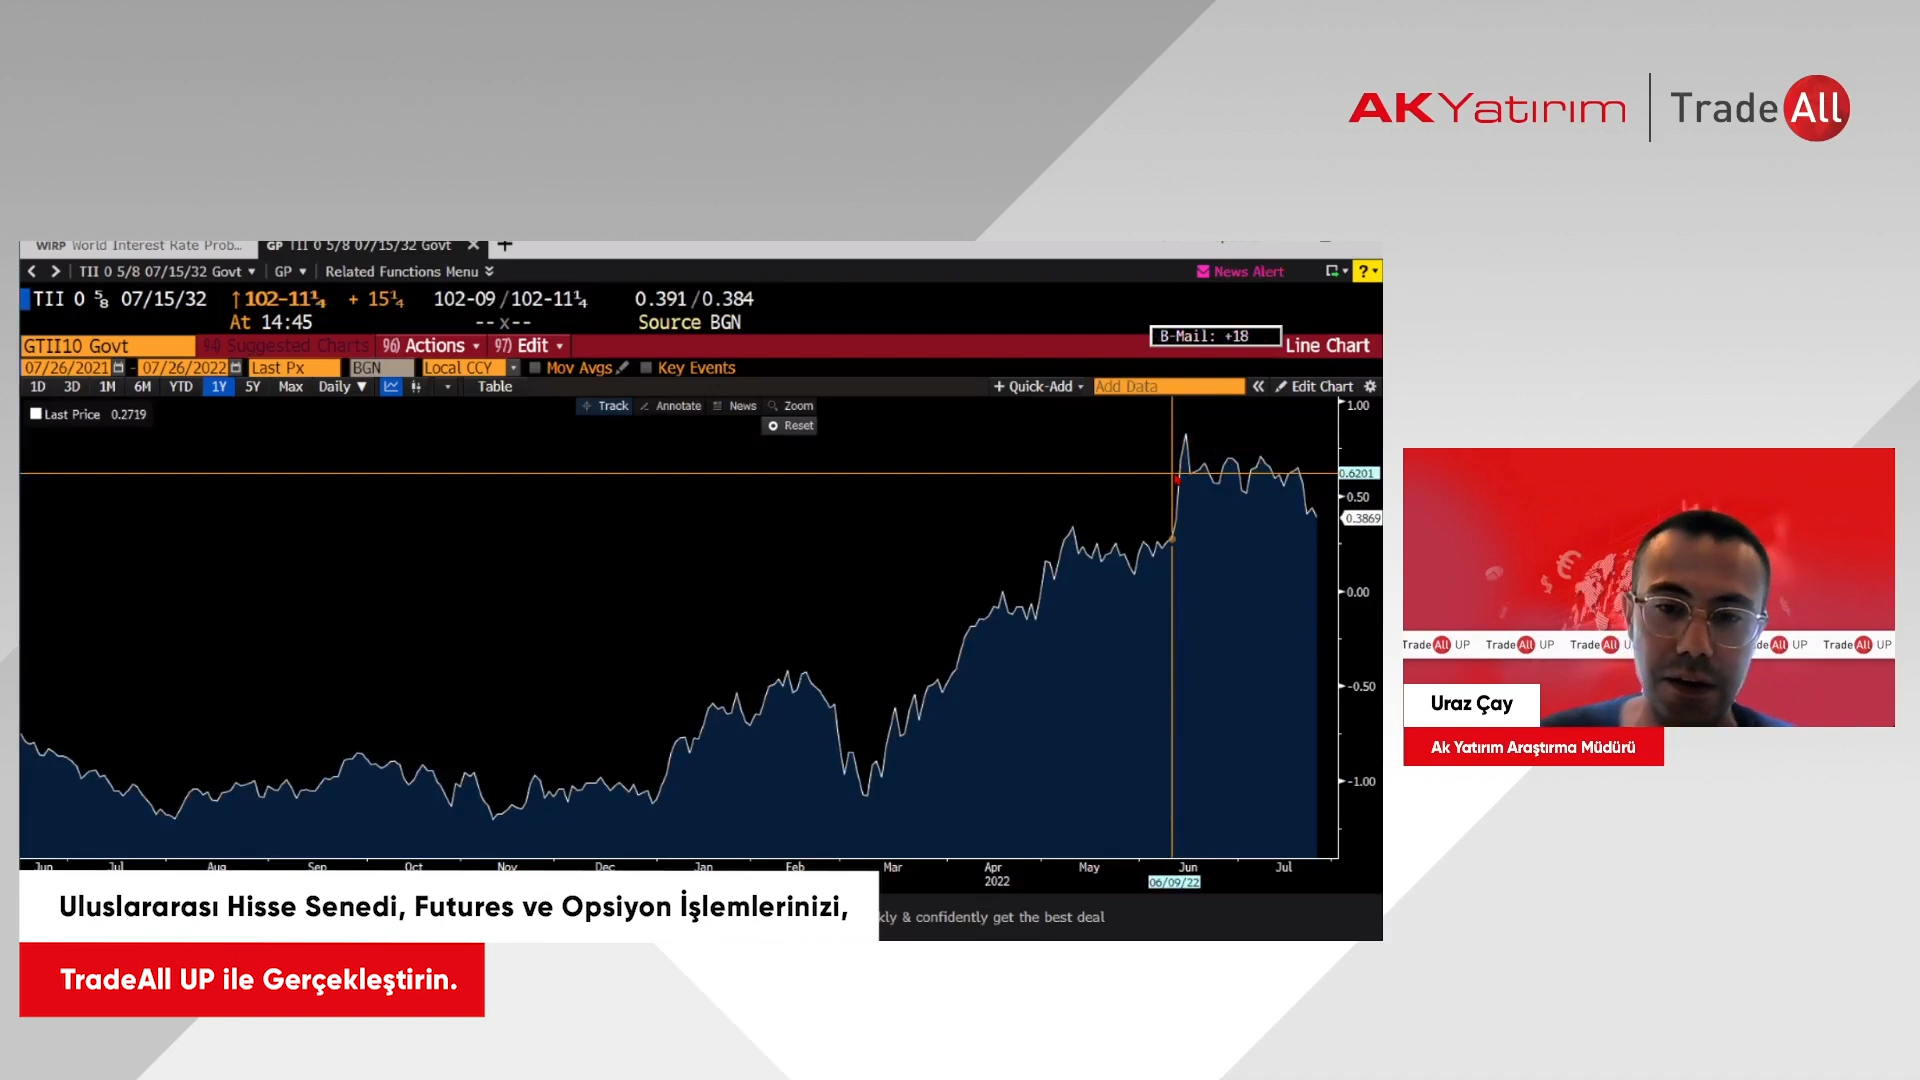 AKYatırım | TradeAll
WIRP World Interest Rate Prob...
GP TII 0 5/8 07/15/32 Govt ✕ +
< > TII 0 5/8 07/15/32 Govt ▾ GP ▾ Related Functions Menu
News Alert
? ▾
TII 0 ⅝ 07/15/32 ↑102-11¼ + 15¼ 102-09 / 102-11¼ 0.391 / 0.384
At 14:45 --x-- Source BGN
B-Mail: +18
GTII10 Govt 94) Suggested Charts 96) Actions ▾ 97) Edit ▾ Line Chart
07/26/2021 - 07/26/2022 Last Px BGN Local CCY Mov Avgs Key Events
1D 3D 1M 6M YTD 1Y 5Y Max Daily ▼ Table + Quick-Add ▾ Add Data « Edit Chart
Track Annotate News Zoom
Reset
Last Price 0.2719
1.00
0.6201
0.50
0.3869
0.00
-0.50
-1.00
Jun Jul Aug Sep Oct Nov Dec Jan Feb Mar Apr May Jun Jul
2022
06/09/22
kly & confidently get the best deal
Uluslararası Hisse Senedi, Futures ve Opsiyon İşlemlerinizi,
TradeAll UP ile Gerçekleştirin.
TradeAll UP TradeAll UP TradeAll U deAll UP TradeAll UP
Uraz Çay
Ak Yatırım Araştırma Müdürü